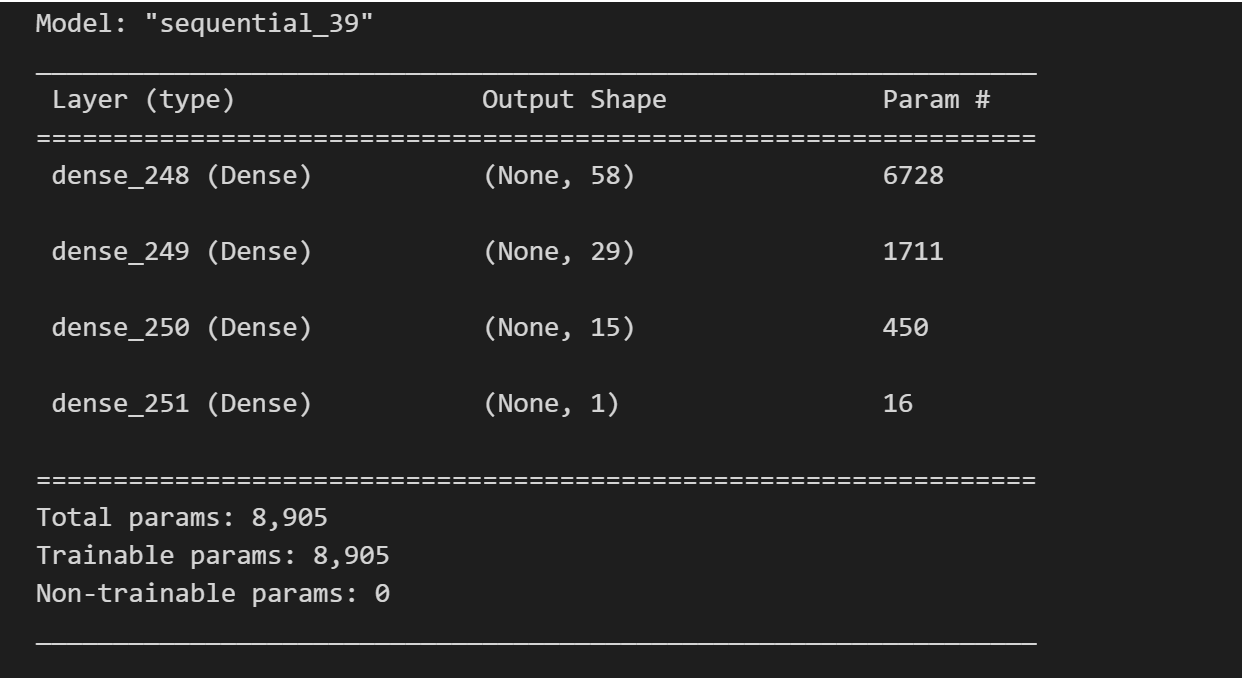 Model: "sequential_39"
_________________________________________________________________
 Layer (type)                Output Shape              Param #
=================================================================
 dense_248 (Dense)           (None, 58)                6728
 dense_249 (Dense)           (None, 29)                1711
 dense_250 (Dense)           (None, 15)                450
 dense_251 (Dense)           (None, 1)                 16
=================================================================
Total params: 8,905
Trainable params: 8,905
Non-trainable params: 0
_________________________________________________________________